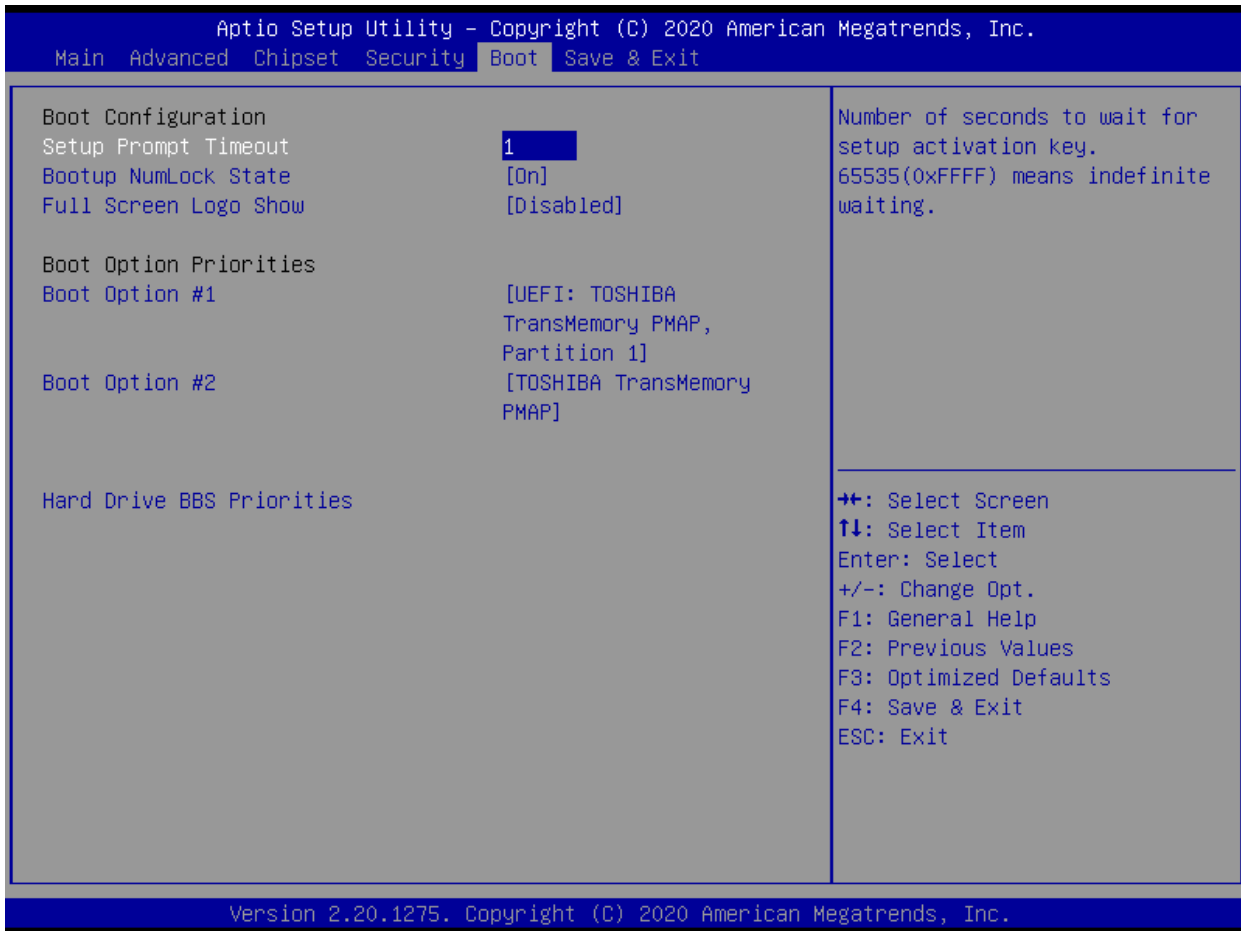 Aptio Setup Utility – Copyright (C) 2020 American Megatrends, Inc.
Main Advanced Chipset Security Boot Save & Exit
Boot Configuration
Setup Prompt Timeout 1
Bootup NumLock State [On]
Full Screen Logo Show [Disabled]
Boot Option Priorities
Boot Option #1 [UEFI: TOSHIBA
TransMemory PMAP,
Partition 1]
Boot Option #2 [TOSHIBA TransMemory
PMAP]
Hard Drive BBS Priorities
Number of seconds to wait for
setup activation key.
65535(0xFFFF) means indefinite
waiting.
→←: Select Screen
↑↓: Select Item
Enter: Select
+/-: Change Opt.
F1: General Help
F2: Previous Values
F3: Optimized Defaults
F4: Save & Exit
ESC: Exit
Version 2.20.1275. Copyright (C) 2020 American Megatrends, Inc.